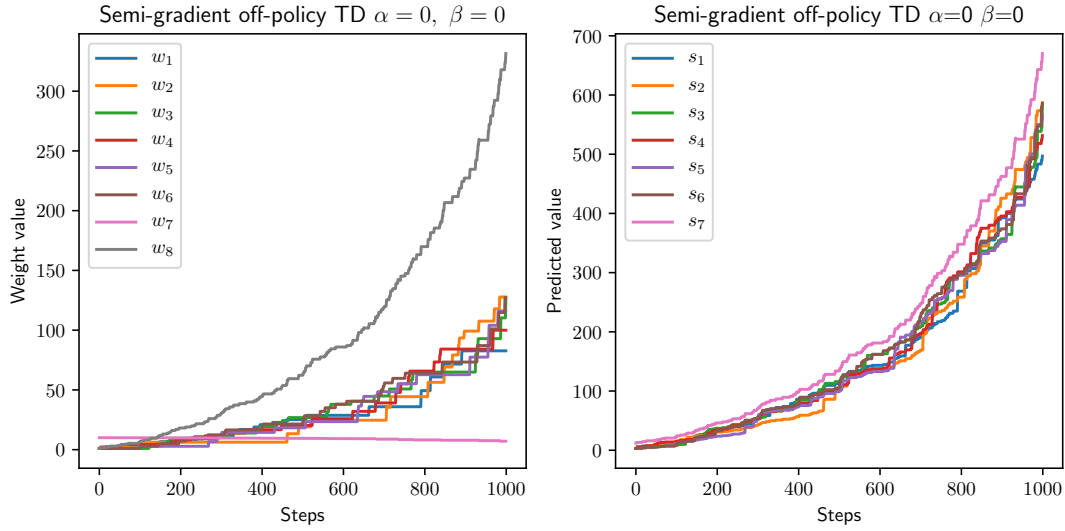 Semi-gradient off-policy TD α = 0, β = 0
Weight value
350
300
250
200
150
100
50
0
w₁
w₂
w₃
w₄
w₅
w₆
w₇
w₈
0 200 400 600 800 1000
Steps
Semi-gradient off-policy TD α=0 β=0
Predicted value
700
600
500
400
300
200
100
0
s₁
s₂
s₃
s₄
s₅
s₆
s₇
0 200 400 600 800 1000
Steps